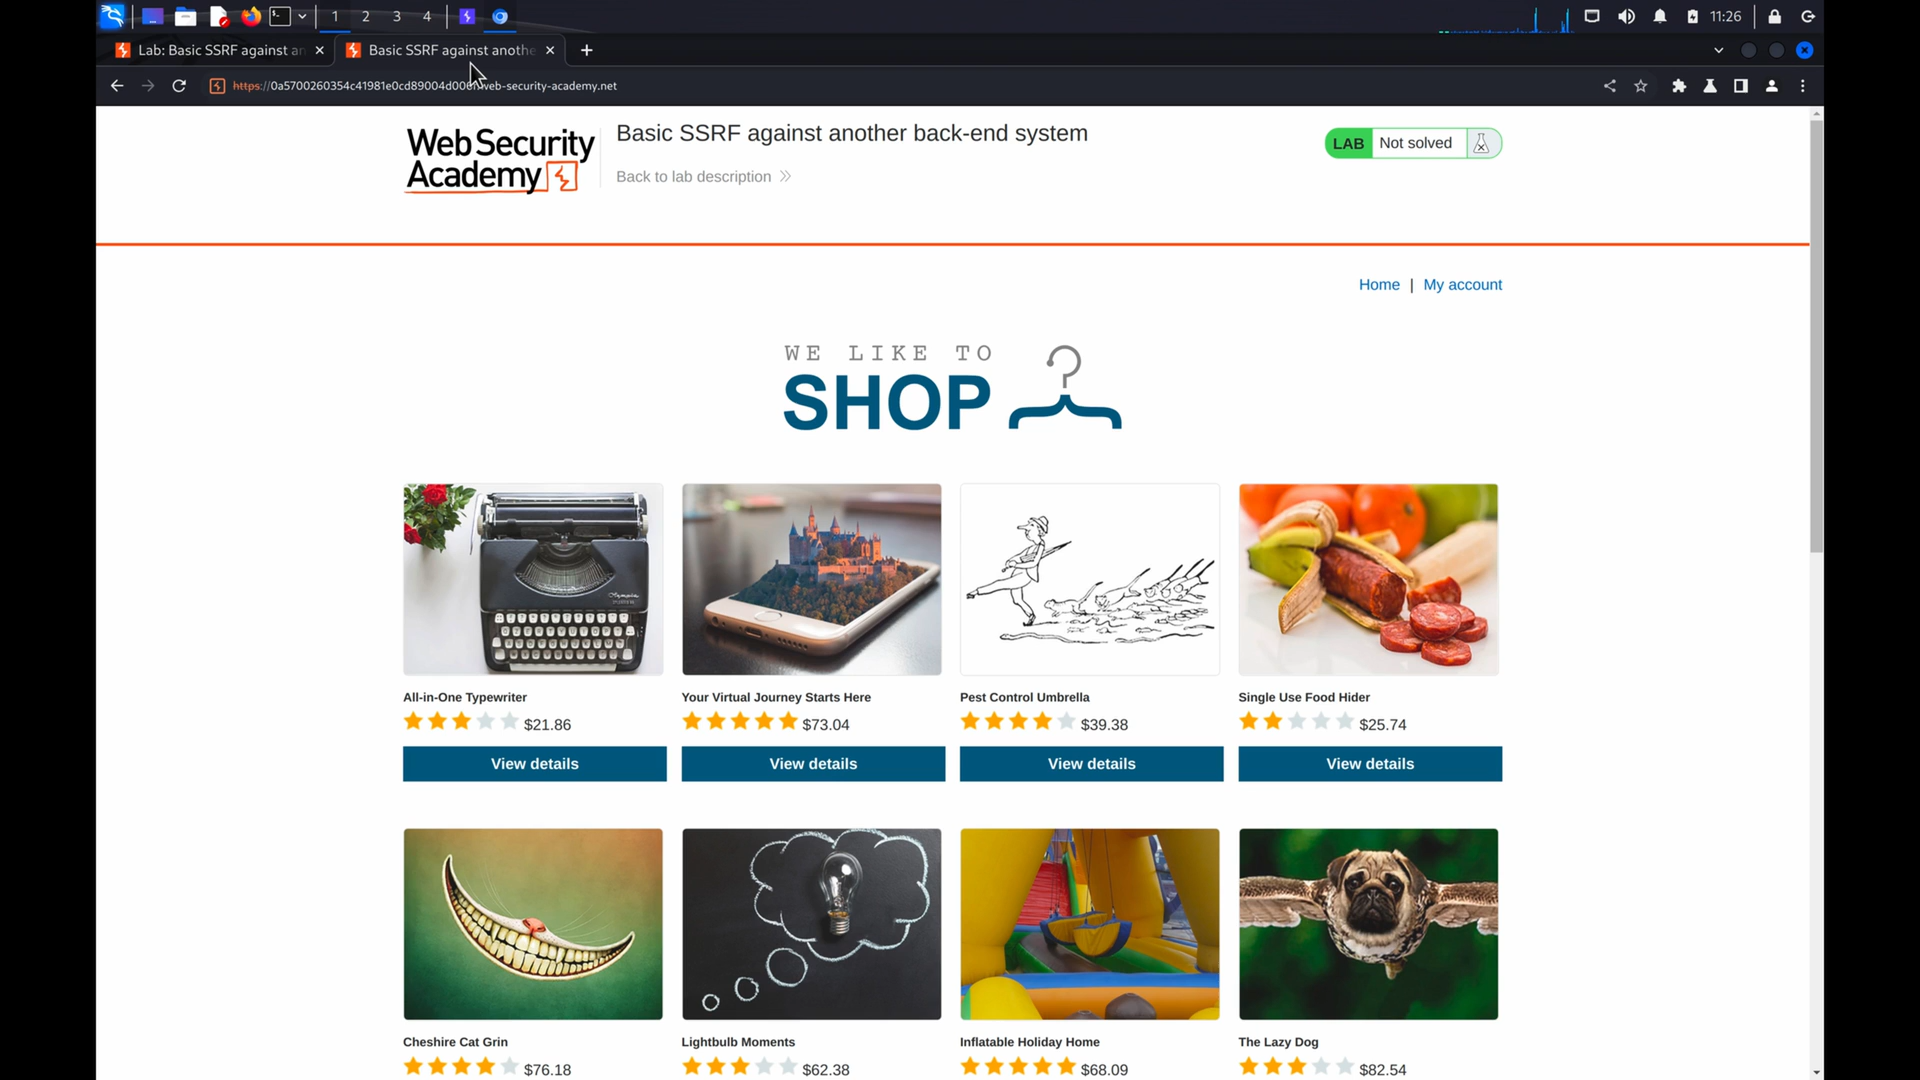 1 2 3 4 11:26
Lab: Basic SSRF against an
Basic SSRF against anothe
web-security-academy.net
Web Security
Academy
Basic SSRF against another back-end system
Back to lab description
LAB Not solved
Home | My account
WE LIKE TO
SHOP
All-in-One Typewriter
$21.86
View details
Your Virtual Journey Starts Here
$73.04
View details
Pest Control Umbrella
$39.38
View details
Single Use Food Hider
$25.74
View details
Cheshire Cat Grin
$76.18
Lightbulb Moments
$62.38
Inflatable Holiday Home
$68.09
The Lazy Dog
$82.54